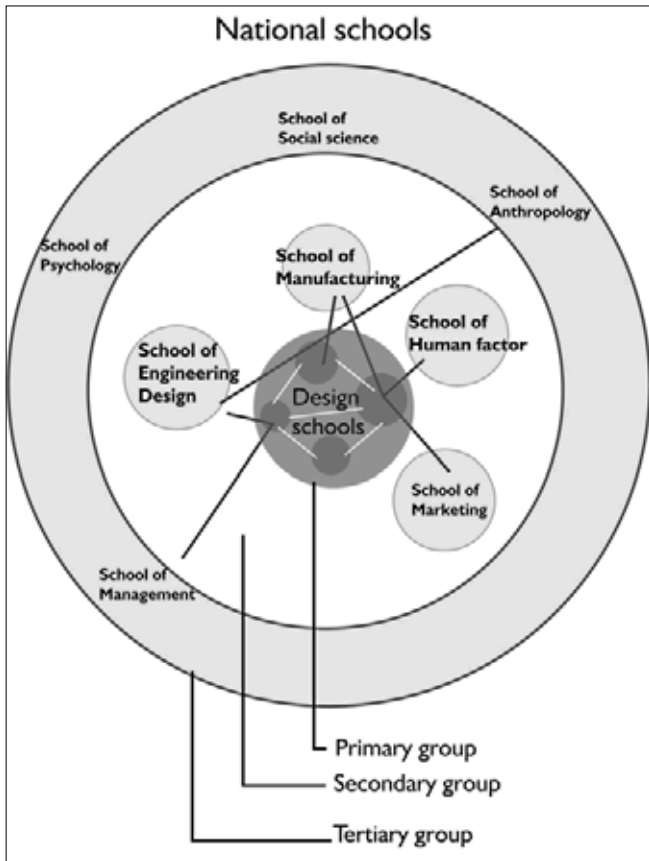 National schools
School of
Social science
School of
Anthropology
School of
Psychology
School of
Manufacturing
School of
Human factor
School of
Engineering
Design
Design
schools
School of
Marketing
School of
Management
Primary group
Secondary group
Tertiary group